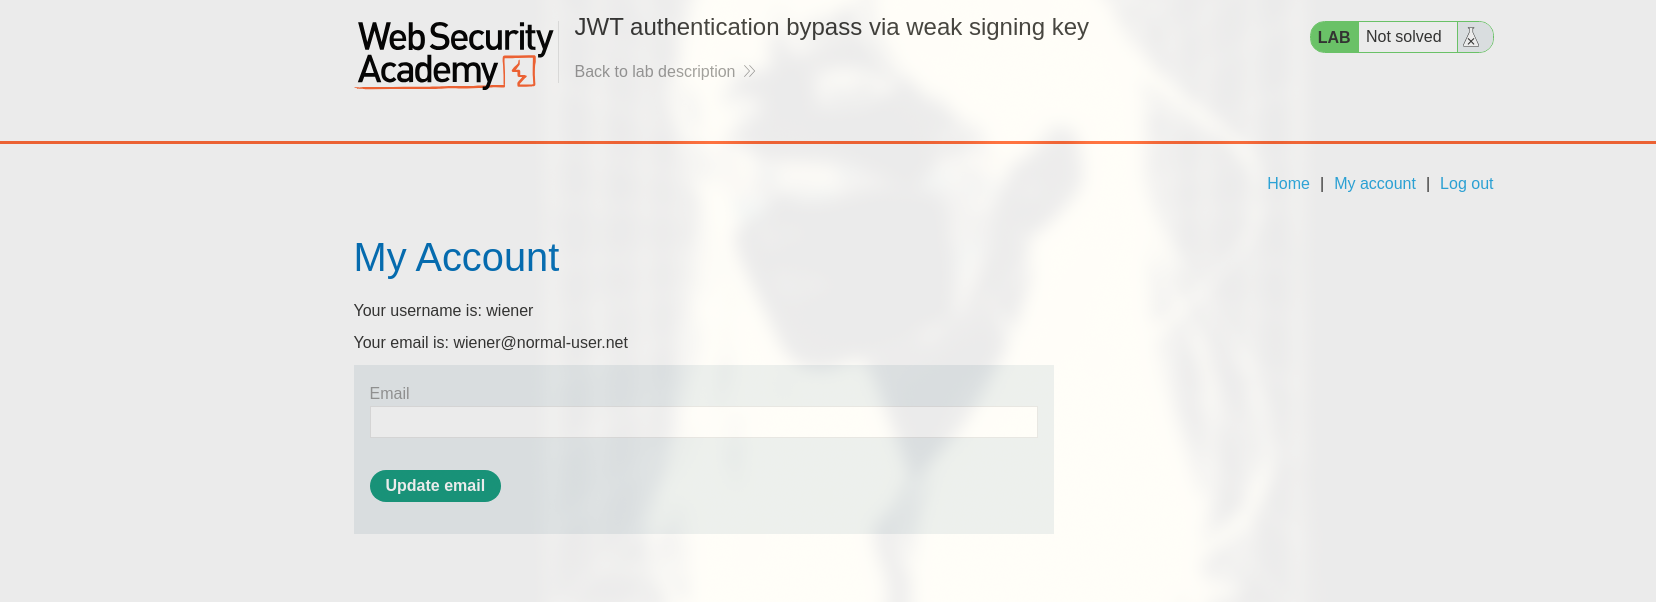 Web Security
Academy
JWT authentication bypass via weak signing key
Back to lab description
LAB Not solved
Home | My account | Log out
My Account
Your username is: wiener
Your email is: wiener@normal-user.net
Email
Update email